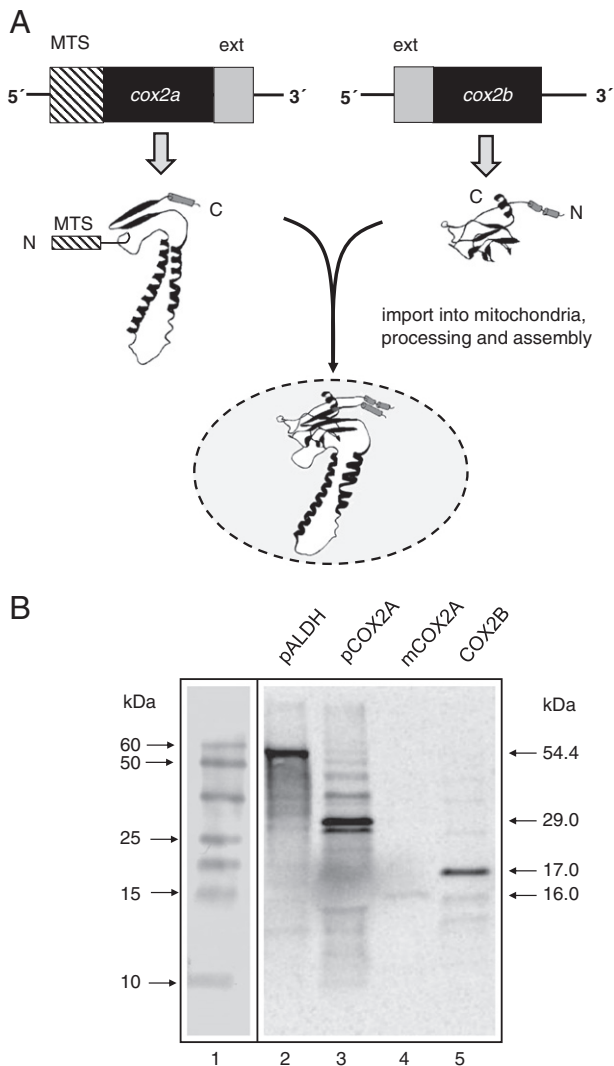 A
MTS ext ext
5´ cox2a 3´ 5´ cox2b 3´
C C
N MTS N
import into mitochondria,
processing and assembly
B
pALDH pCOX2A mCOX2A COX2B
kDa kDa
60 54.4
50
29.0
25
17.0
15 16.0
10
1 2 3 4 5